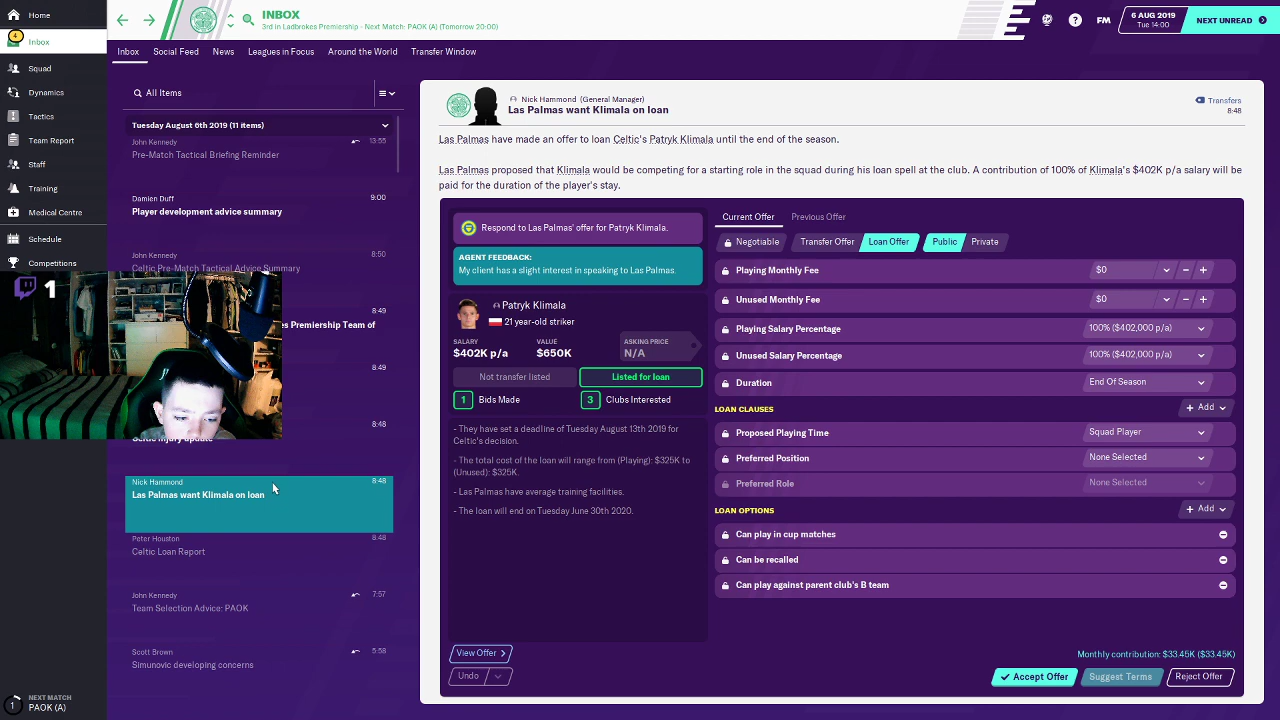 Home
INBOX
3rd in Ladbrokes Premiership - Next Match: PAOK (A) (Tomorrow 20:00)
FM
6 AUG 2019
Tue 14:00
NEXT UNREAD
4
Inbox
Squad
Dynamics
Tactics
Team Report
Staff
Training
Medical Centre
Schedule
Competitions
1
NEXT MATCH
1
PAOK (A)
Inbox
Social Feed
News
Leagues in Focus
Around the World
Transfer Window
All Items
Tuesday August 6th 2019 (11 items)
John Kennedy
13:55
Pre-Match Tactical Briefing Reminder
Damien Duff
9:00
Player development advice summary
John Kennedy
8:50
Celtic Pre-Match Tactical Advice Summary
8:49
es Premiership Team of
8:49
8:48
Celtic injury update
Nick Hammond
8:48
Las Palmas want Klimala on loan
Peter Houston
8:48
Celtic Loan Report
John Kennedy
7:57
Team Selection Advice: PAOK
Scott Brown
5:58
Simunovic developing concerns
Nick Hammond (General Manager)
Las Palmas want Klimala on loan
Transfers
8:48
Las Palmas have made an offer to loan Celtic's Patryk Klimala until the end of the season.
Las Palmas proposed that Klimala would be competing for a starting role in the squad during his loan spell at the club. A contribution of 100% of Klimala's $402K p/a salary will be
paid for the duration of the player's stay.
Respond to Las Palmas' offer for Patryk Klimala.
AGENT FEEDBACK:
My client has a slight interest in speaking to Las Palmas.
Patryk Klimala
21 year-old striker
SALARY
$402K p/a
VALUE
$650K
ASKING PRICE
N/A
Not transfer listed
Listed for loan
1 Bids Made
3 Clubs Interested
- They have set a deadline of Tuesday August 13th 2019 for
Celtic's decision.
- The total cost of the loan will range from (Playing): $325K to
(Unused): $325K.
- Las Palmas have average training facilities.
- The loan will end on Tuesday June 30th 2020.
View Offer
Undo
Current Offer
Previous Offer
Negotiable
Transfer Offer
Loan Offer
Public
Private
Playing Monthly Fee
$0
Unused Monthly Fee
$0
Playing Salary Percentage
100% ($402,000 p/a)
Unused Salary Percentage
100% ($402,000 p/a)
Duration
End Of Season
LOAN CLAUSES
+ Add
Proposed Playing Time
Squad Player
Preferred Position
None Selected
Preferred Role
None Selected
LOAN OPTIONS
+ Add
Can play in cup matches
Can be recalled
Can play against parent club's B team
Monthly contribution: $33.45K ($33.45K)
Accept Offer
Suggest Terms
Reject Offer